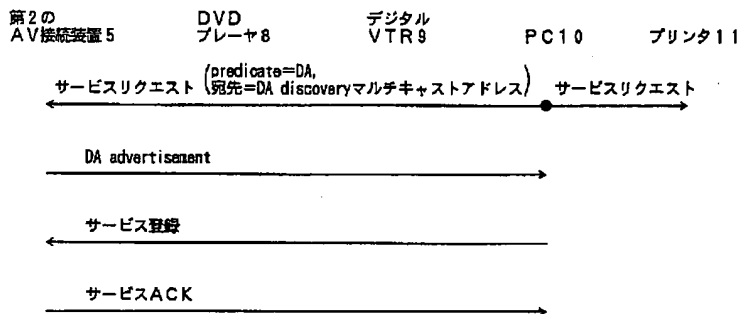 第2の
AV接続装置5
DVD
プレーヤ8
デジタル
VTR9
PC10
プリンタ11
サービスリクエスト
(predicate=DA,
宛先=DA discoveryマルチキャストアドレス)
サービスリクエスト
DA advertisement
サービス登録
サービスACK